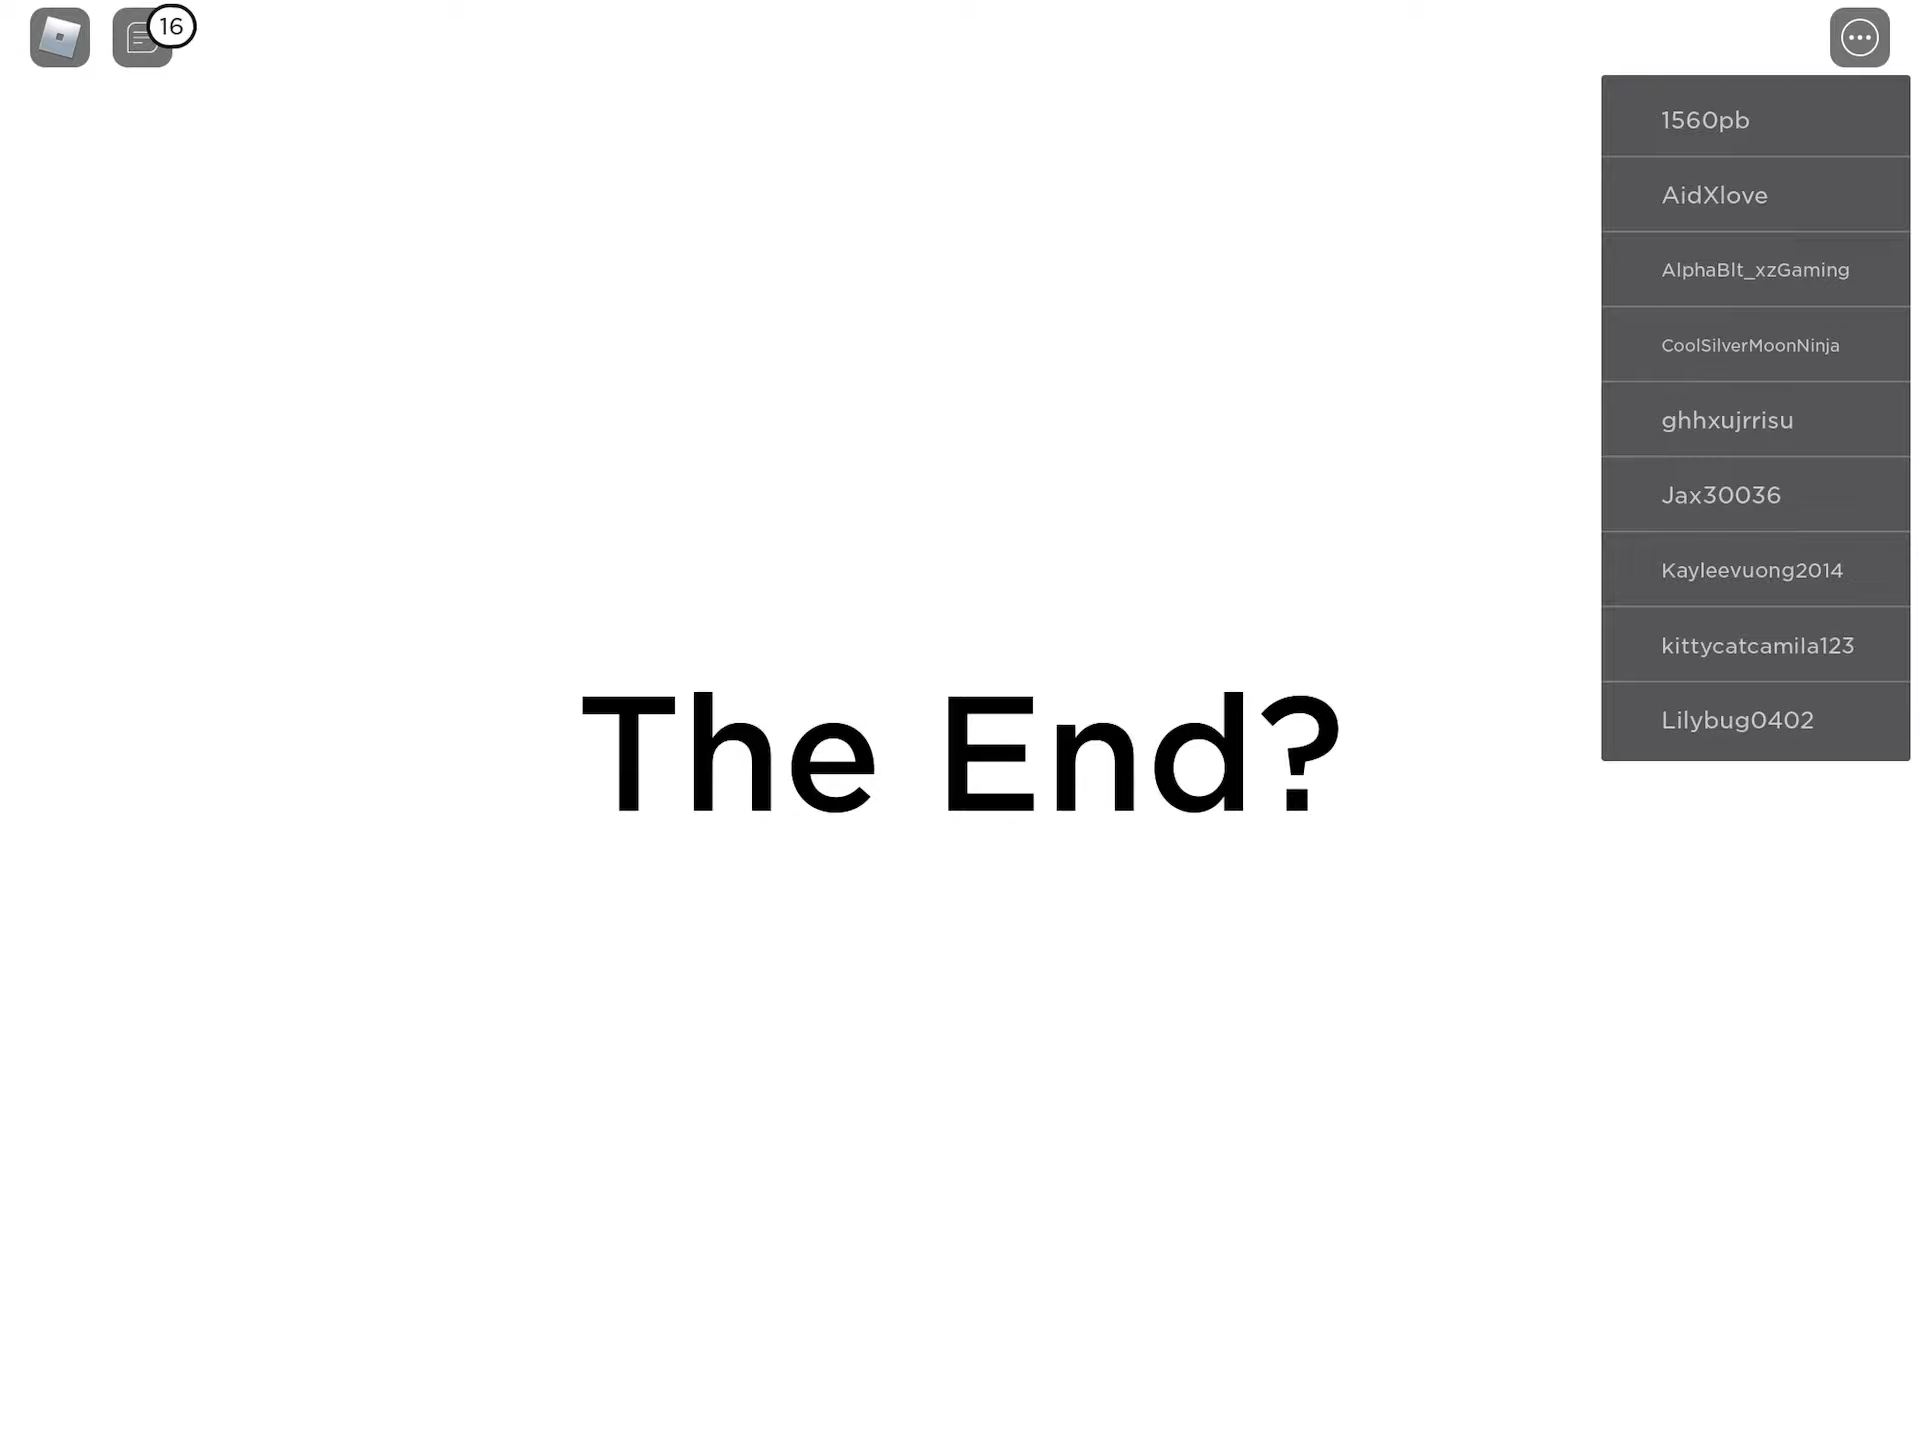 16
1560pb
AidXlove
AlphaBlt_xzGaming
CoolSilverMoonNinja
ghhxujrrisu
Jax30036
Kayleevuong2014
kittycatcamila123
Lilybug0402
The End?